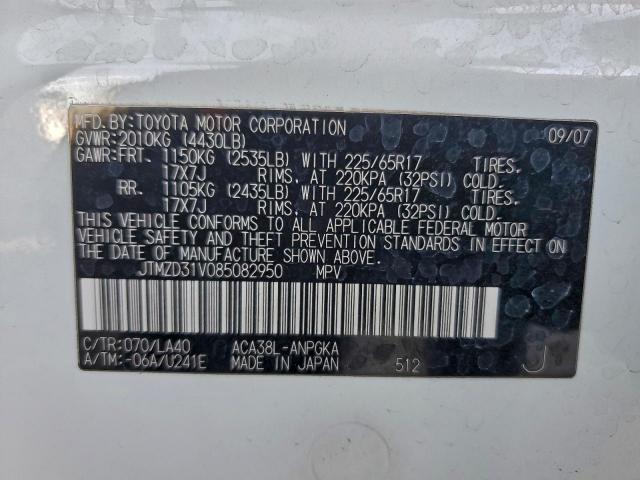 MFD. BY: TOYOTA MOTOR CORPORATION 09/07
GVWR: 2010KG (4430LB)
GAWR: FRT. 1150KG (2535LB) WITH 225/65R17 TIRES.
17X7J RIMS. AT 220KPA (32PSI) COLD.
RR. 1105KG (2435LB) WITH 225/65R17 TIRES.
17X7J RIMS. AT 220KPA (32PSI) COLD.
THIS VEHICLE CONFORMS TO ALL APPLICABLE FEDERAL MOTOR
VEHICLE SAFETY AND THEFT PREVENTION STANDARDS IN EFFECT ON
THE DATE OF MANUFACTURE SHOWN ABOVE.
JTMZD31V085082950 MPV
C/TR: 070/LA40 ACA38L-ANPGKA
A/TM: -06A/U241E MADE IN JAPAN 512 J